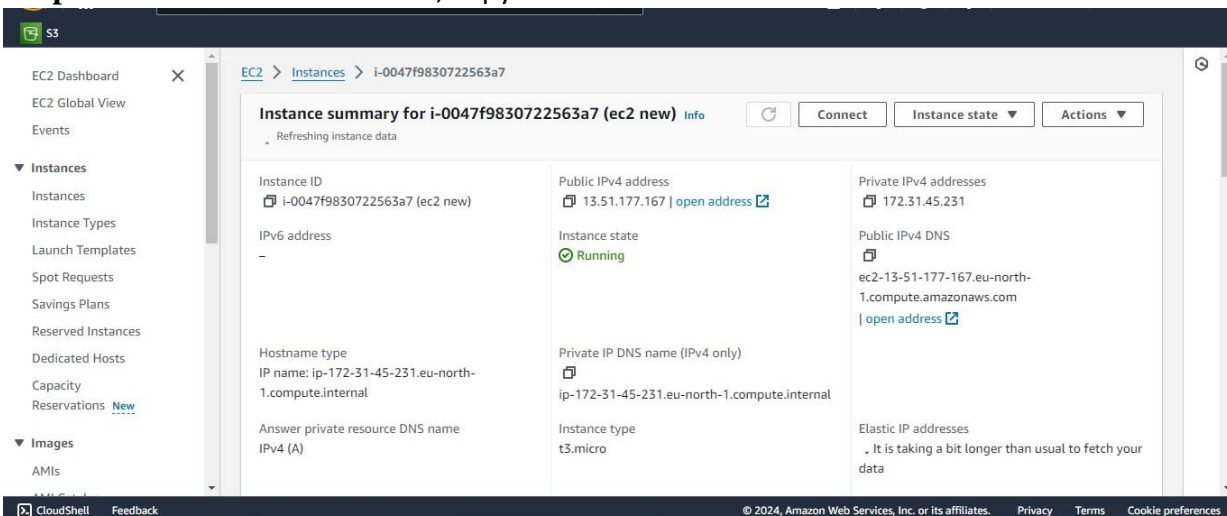 S3
EC2 Dashboard
EC2 Global View
Events
Instances
Instances
Instance Types
Launch Templates
Spot Requests
Savings Plans
Reserved Instances
Dedicated Hosts
Capacity
Reservations New
Images
AMIs
EC2 > Instances > i-0047f9830722563a7
Instance summary for i-0047f9830722563a7 (ec2 new) Info
Refreshing instance data
Connect
Instance state
Actions
Instance ID
i-0047f9830722563a7 (ec2 new)
Public IPv4 address
13.51.177.167 | open address
Private IPv4 addresses
172.31.45.231
IPv6 address
–
Instance state
Running
Public IPv4 DNS
ec2-13-51-177-167.eu-north-
1.compute.amazonaws.com
| open address
Hostname type
IP name: ip-172-31-45-231.eu-north-
1.compute.internal
Private IP DNS name (IPv4 only)
ip-172-31-45-231.eu-north-1.compute.internal
Answer private resource DNS name
IPv4 (A)
Instance type
t3.micro
Elastic IP addresses
It is taking a bit longer than usual to fetch your
data
CloudShell Feedback
© 2024, Amazon Web Services, Inc. or its affiliates. Privacy Terms Cookie preferences